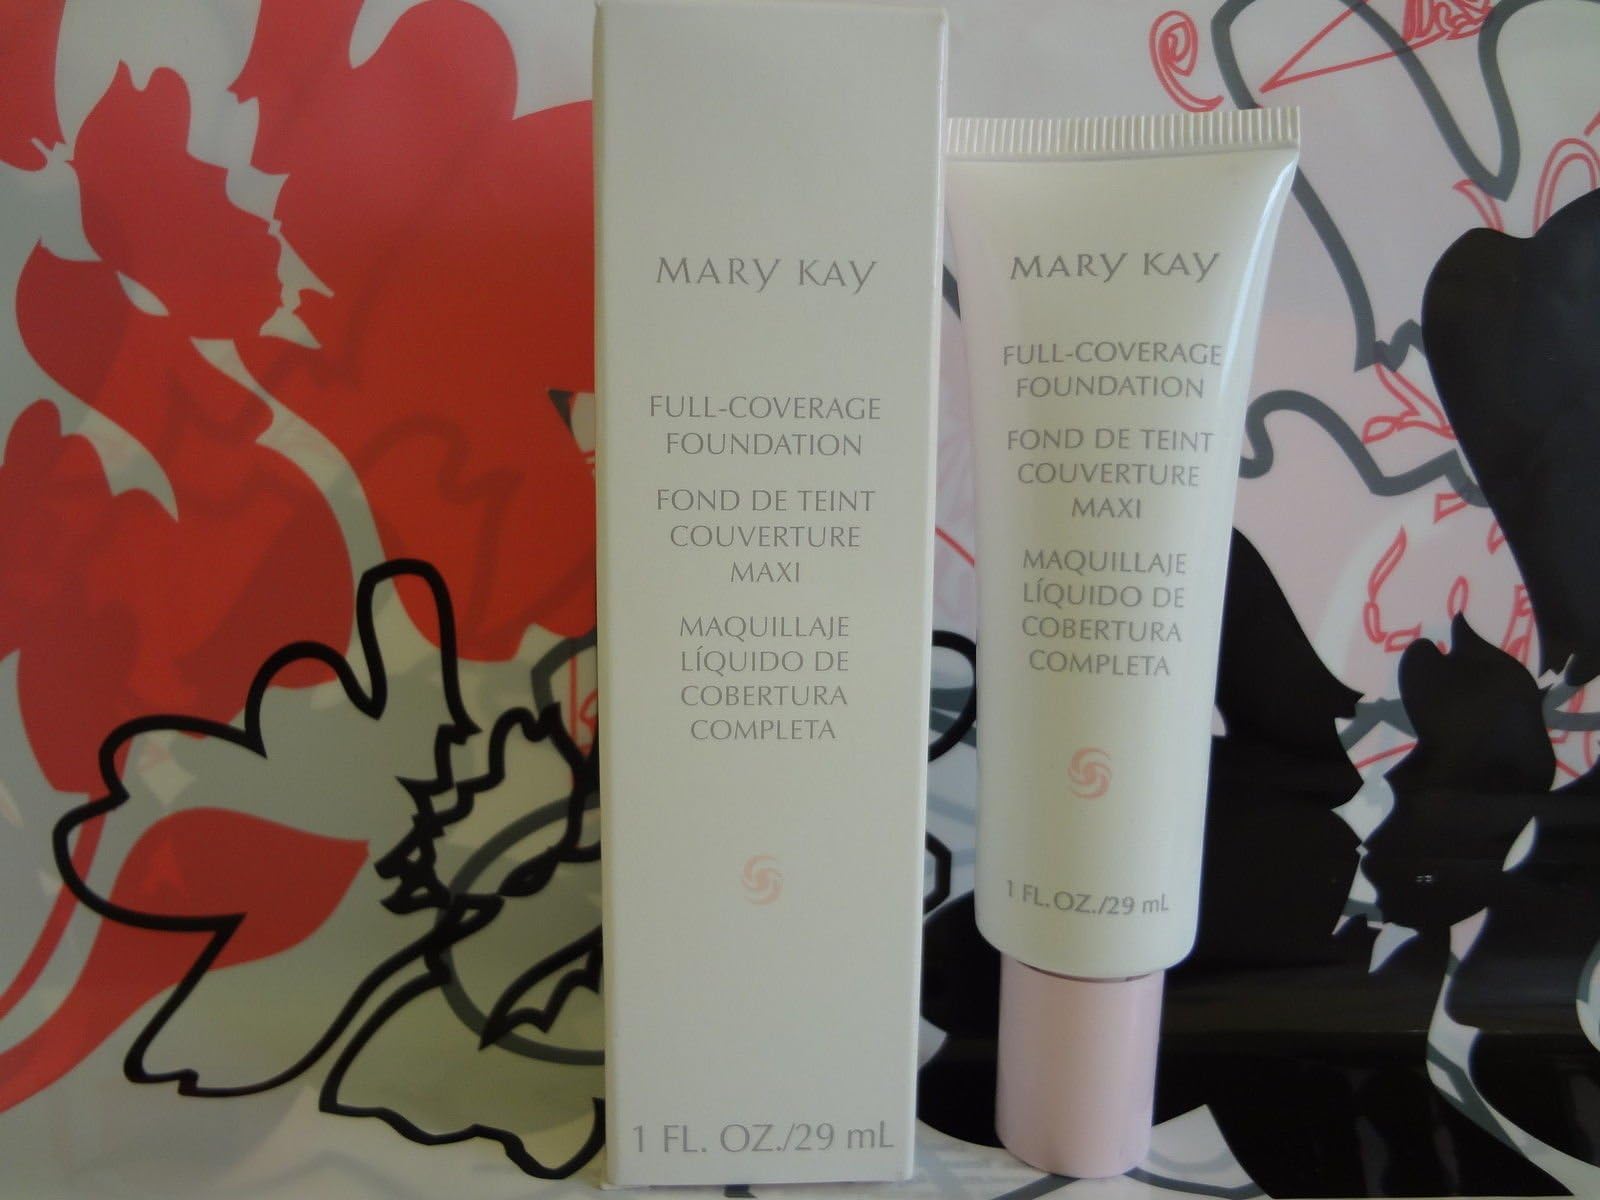 MARY KAY
FULL-COVERAGE
FOUNDATION
FOND DE TEINT
COUVERTURE
MAXI
MAQUILLAJE
LÍQUIDO DE
COBERTURA
COMPLETA
1 FL. OZ./29 mL
MARY KAY
FULL-COVERAGE
FOUNDATION
FOND DE TEINT
COUVERTURE
MAXI
MAQUILLAJE
LÍQUIDO DE
COBERTURA
COMPLETA
1 FL.OZ./29 mL